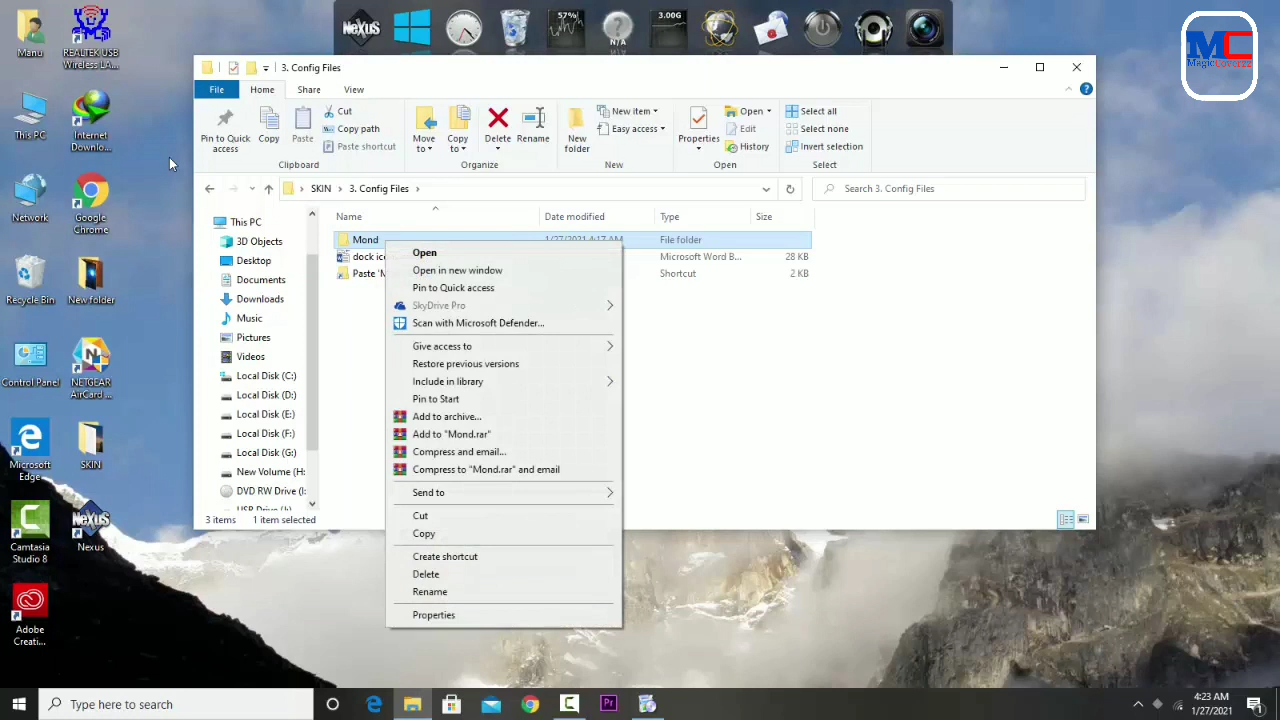 Manu
REALTEK USB
Wireless LA...
This PC
Internet
Downlo...
Network
Google
Chrome
Recycle Bin
New folder
Control Panel
NETGEAR
AirCard ...
Microsoft
Edge
SKIN
Camtasia
Studio 8
Nexus
Adobe
Creati...
NeXuS
57%
N/A
3.00G
MC
MagicCoverzz
3. Config Files
File
Home
Share
View
Pin to Quick
access
Copy
Paste
Cut
Copy path
Paste shortcut
Clipboard
Move
to
Copy
to
Delete
Rename
Organize
New
folder
New item
Easy access
New
Properties
Open
Edit
History
Open
Select all
Select none
Invert selection
Select
SKIN > 3. Config Files >
Search 3. Config Files
This PC
3D Objects
Desktop
Documents
Downloads
Music
Pictures
Videos
Local Disk (C:)
Local Disk (D:)
Local Disk (E:)
Local Disk (F:)
Local Disk (G:)
New Volume (H:
DVD RW Drive (I:
Name
Date modified
Type
Size
Mond
1/27/2021 4:17 AM
File folder
dock ic
Microsoft Word B...
28 KB
Paste 'M
Shortcut
2 KB
Open
Open in new window
Pin to Quick access
SkyDrive Pro
Scan with Microsoft Defender...
Give access to
Restore previous versions
Include in library
Pin to Start
Add to archive...
Add to "Mond.rar"
Compress and email...
Compress to "Mond.rar" and email
Send to
Cut
Copy
Create shortcut
Delete
Rename
Properties
3 items
1 item selected
Type here to search
Pr
4:23 AM
1/27/2021
1